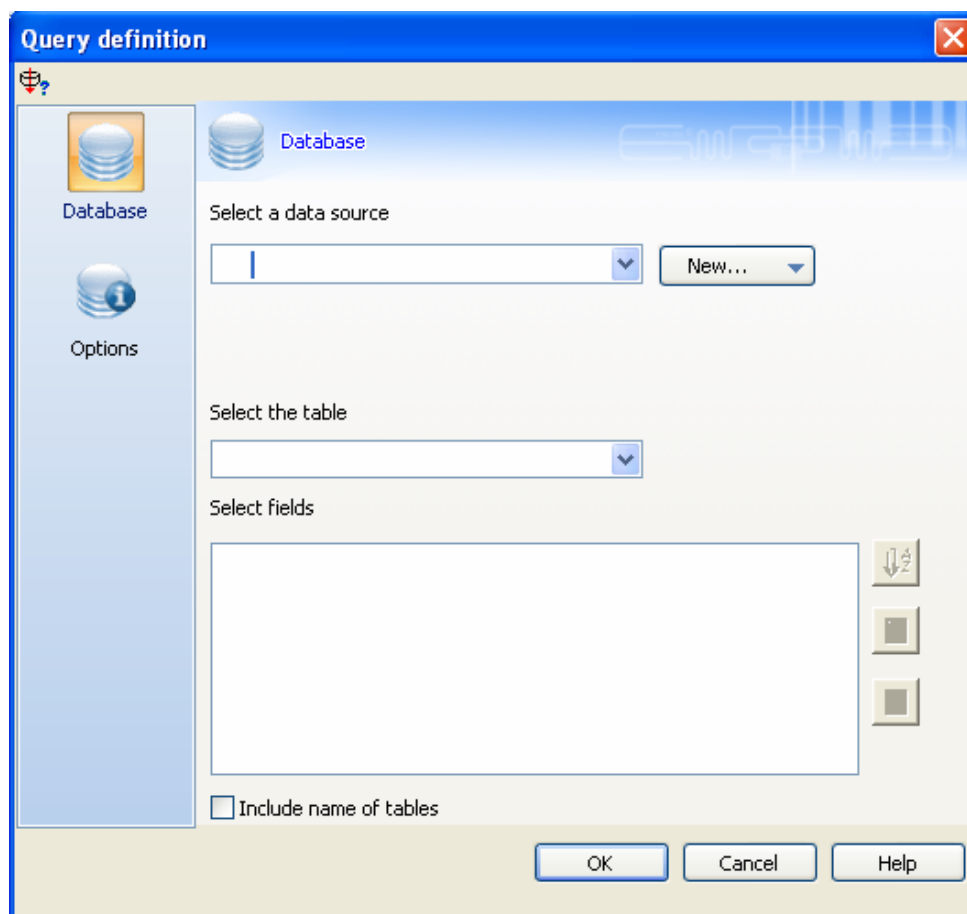 Query definition
?
Database
Database
Select a data source
New...
Options
Select the table
Select fields
A
Z
Include name of tables
OK
Cancel
Help